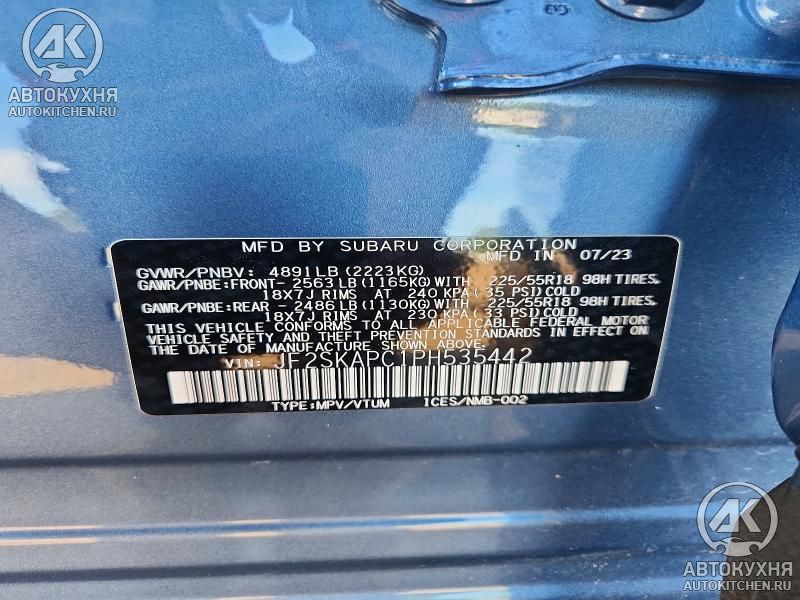 АК
АВТОКУХНЯ
AUTOKITCHEN.RU
MFD BY SUBARU CORPORATION
MFD IN 07/23
GVWR/PNBV: 4891LB (2223KG)
GAWR/PNBE:FRONT- 2563LB (1165KG)WITH 225/55R18 98H TIRES,
18X7J RIMS AT 240 KPA (35 PSI)COLD
GAWR/PNBE:REAR -2486LB (1130KG)WITH 225/55R18 98H TIRES,
18X7J RIMS AT 230 KPA (33 PSI)COLD
THIS VEHICLE CONFORMS TO ALL APPLICABLE FEDERAL MOTOR
VEHICLE SAFETY AND THEFT PREVENTION STANDARDS IN EFFECT ON
THE DATE OF MANUFACTURE SHOWN ABOVE.
VIN: JF2SKAPC1PH535442
TYPE:MPV/VTUM ICES/NMB-002
АК
АВТОКУХНЯ
AUTOKITCHEN.RU